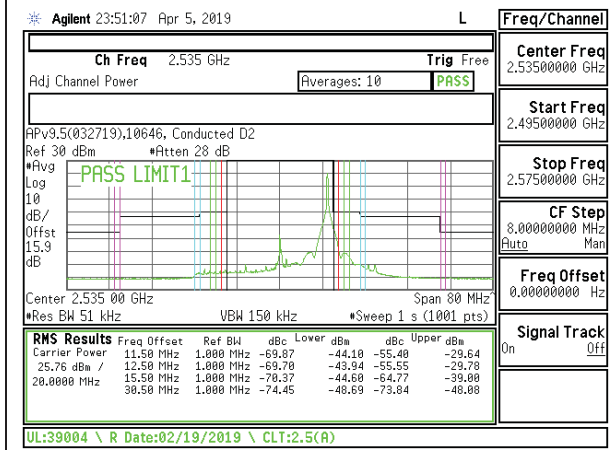 Agilent 23:51:07 Apr 5, 2019 L
Freq/Channel
Ch Freq 2.535 GHz Trig Free
Adj Channel Power Averages: 10 PASS
Center Freq
2.53500000 GHz
Start Freq
2.49500000 GHz
Stop Freq
2.57500000 GHz
CF Step
8.00000000 MHz
Auto Man
Freq Offset
0.00000000 Hz
Signal Track
On Off
APv9.5(032719),10646, Conducted D2
Ref 30 dBm #Atten 28 dB
#Avg
Log
10
dB/
Offst
15.9
dB
PASS LIMIT1
Center 2.535 00 GHz Span 80 MHz^
#Res BW 51 kHz VBW 150 kHz #Sweep 1 s (1001 pts)
RMS Results Freq Offset Ref BW dBc Lower dBm dBc Upper dBm
Carrier Power 11.50 MHz 1.000 MHz -69.87 -44.10 -55.40 -29.64
25.76 dBm / 12.50 MHz 1.000 MHz -69.70 -43.94 -55.55 -29.78
20.0000 MHz 15.50 MHz 1.000 MHz -70.37 -44.60 -64.77 -39.00
30.50 MHz 1.000 MHz -74.45 -48.69 -73.84 -48.08
UL:39004 \ R Date:02/19/2019 \ CLT:2.5(A)